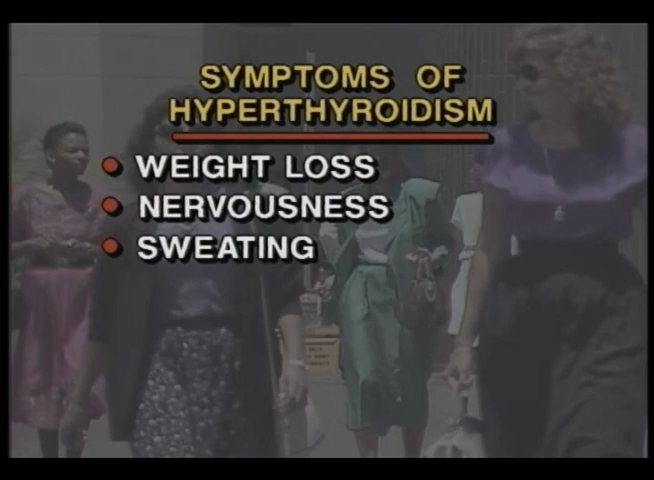 SYMPTOMS OF
HYPERTHYROIDISM
• WEIGHT LOSS
• NERVOUSNESS
• SWEATING